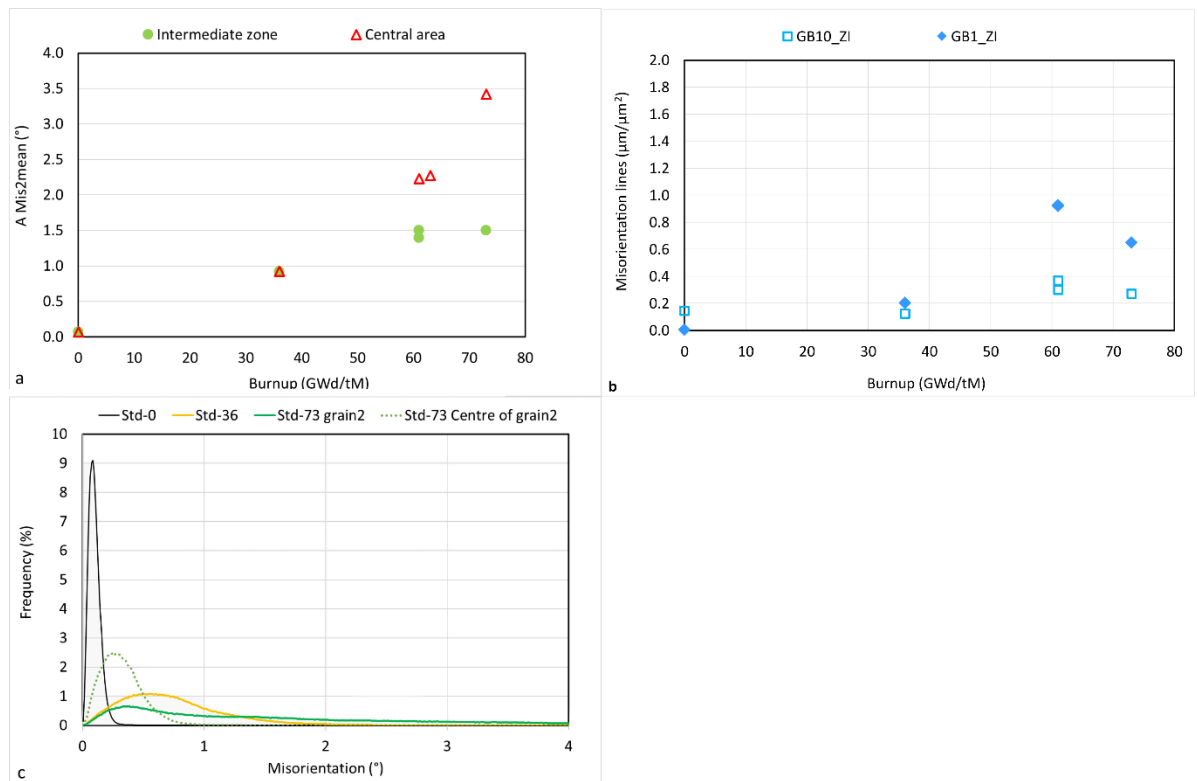 Intermediate zone Central area
4.0
3.5
3.0
2.5
2.0
1.5
1.0
0.5
0.0
A Mis2mean (°)
0 10 20 30 40 50 60 70 80
Burnup (GWd/tM)
a
GB10_ZI GB1_ZI
2.0
1.8
1.6
1.4
1.2
1.0
0.8
0.6
0.4
0.2
0.0
Misorientation lines (µm/µm²)
0 10 20 30 40 50 60 70 80
Burnup (GWd/tM)
b
Std-0 Std-36 Std-73 grain2 Std-73 Centre of grain2
10
9
8
7
6
5
4
3
2
1
0
Frequency (%)
0 1 2 3 4
Misorientation (°)
c